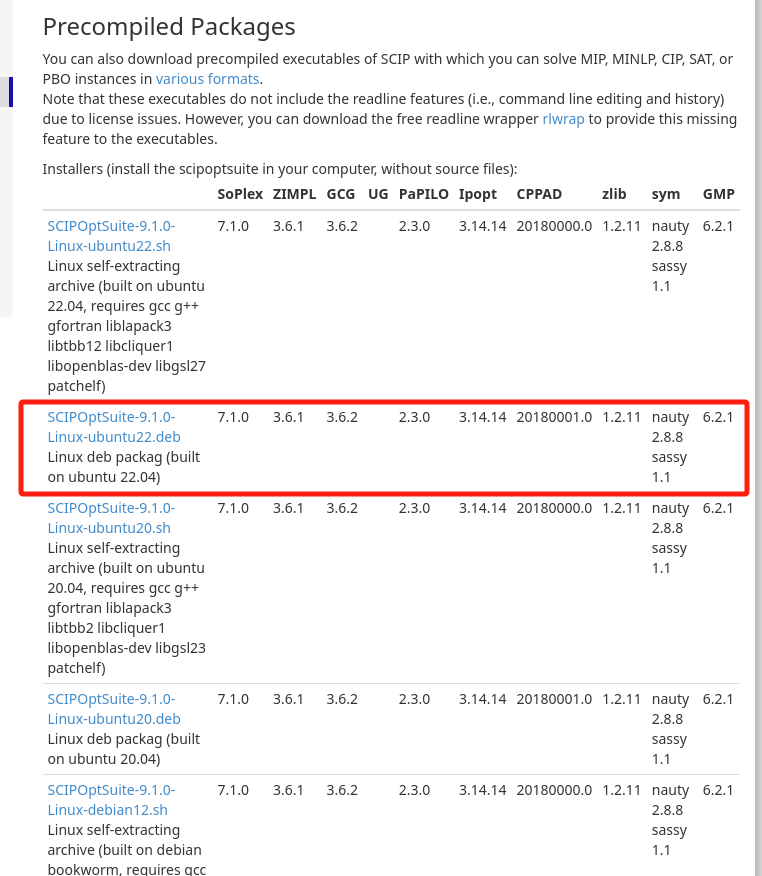 Precompiled Packages
You can also download precompiled executables of SCIP with which you can solve MIP, MINLP, CIP, SAT, or
PBO instances in various formats.
Note that these executables do not include the readline features (i.e., command line editing and history)
due to license issues. However, you can download the free readline wrapper rlwrap to provide this missing
feature to the executables.
Installers (install the scipoptsuite in your computer, without source files):
SoPlex ZIMPL GCG UG PaPILO Ipopt CPPAD zlib sym GMP
SCIPOptSuite-9.1.0- 7.1.0 3.6.1 3.6.2 2.3.0 3.14.14 20180000.0 1.2.11 nauty 6.2.1
Linux-ubuntu22.sh 2.8.8
Linux self-extracting sassy
archive (built on ubuntu 1.1
22.04, requires gcc g++
gfortran liblapack3
libtbb12 libcliquer1
libopenblas-dev libgsl27
patchelf)
SCIPOptSuite-9.1.0- 7.1.0 3.6.1 3.6.2 2.3.0 3.14.14 20180001.0 1.2.11 nauty 6.2.1
Linux-ubuntu22.deb 2.8.8
Linux deb packag (built sassy
on ubuntu 22.04) 1.1
SCIPOptSuite-9.1.0- 7.1.0 3.6.1 3.6.2 2.3.0 3.14.14 20180000.0 1.2.11 nauty 6.2.1
Linux-ubuntu20.sh 2.8.8
Linux self-extracting sassy
archive (built on ubuntu 1.1
20.04, requires gcc g++
gfortran liblapack3
libtbb2 libcliquer1
libopenblas-dev libgsl23
patchelf)
SCIPOptSuite-9.1.0- 7.1.0 3.6.1 3.6.2 2.3.0 3.14.14 20180001.0 1.2.11 nauty 6.2.1
Linux-ubuntu20.deb 2.8.8
Linux deb packag (built sassy
on ubuntu 20.04) 1.1
SCIPOptSuite-9.1.0- 7.1.0 3.6.1 3.6.2 2.3.0 3.14.14 20180000.0 1.2.11 nauty 6.2.1
Linux-debian12.sh 2.8.8
Linux self-extracting sassy
archive (built on debian 1.1
bookworm, requires gcc